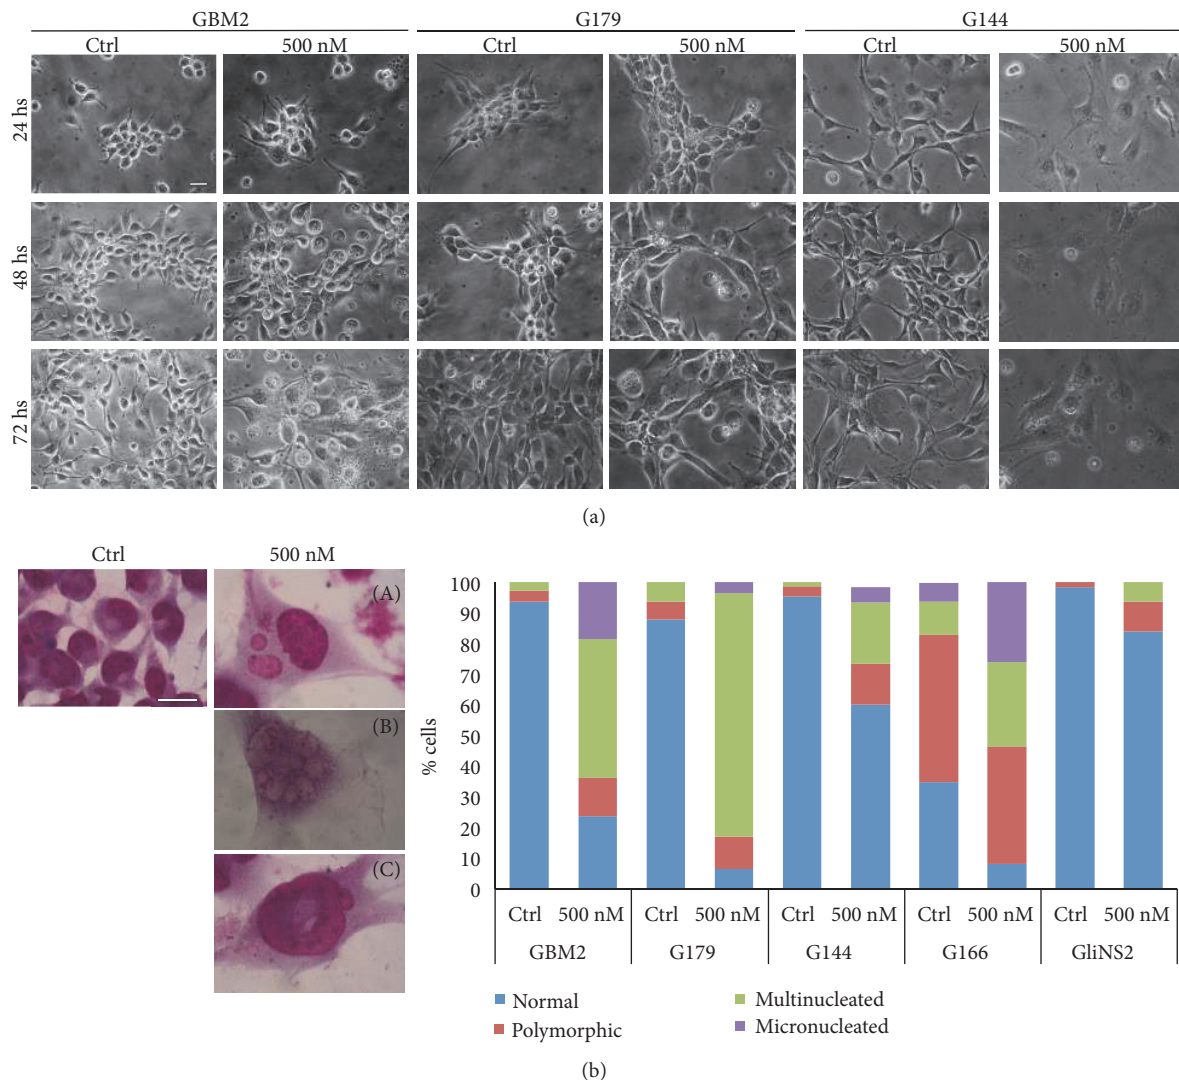 GBM2 G179 G144
Ctrl 500 nM Ctrl 500 nM Ctrl 500 nM
24 hs
48 hs
72 hs
(a)
Ctrl 500 nM
(A)
(B)
(C)
% cells
100
90
80
70
60
50
40
30
20
10
0
Ctrl 500 nM Ctrl 500 nM Ctrl 500 nM Ctrl 500 nM Ctrl 500 nM
GBM2 G179 G144 G166 GliNS2
Normal Multinucleated
Polymorphic Micronucleated
(b)